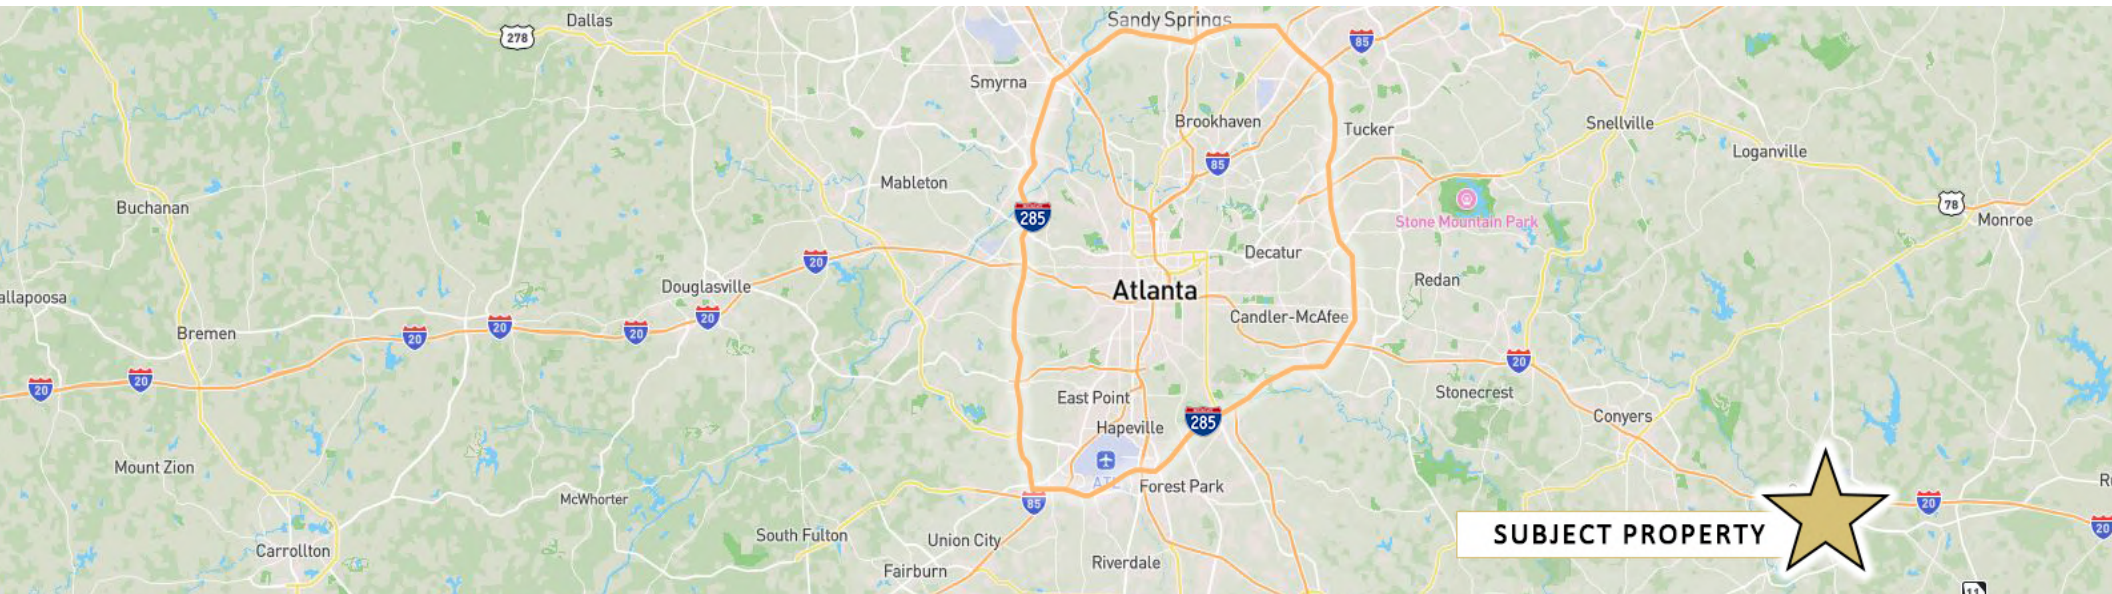 Dallas
Sandy Springs
278
85
Smyrna
Brookhaven
Tucker
Snellville
Loganville
85
Mableton
Buchanan
285
78
Monroe
Stone Mountain Park
20
Decatur
Redan
Douglasville
Atlanta
allapoosa
20
Candler-McAfee
Bremen
20
20
20
20
20
20
East Point
Stonecrest
Conyers
285
Hapeville
Mount Zion
ATL
Forest Park
McWhorter
85
20
20
South Fulton
Union City
SUBJECT PROPERTY
Carrollton
Fairburn
Riverdale
11